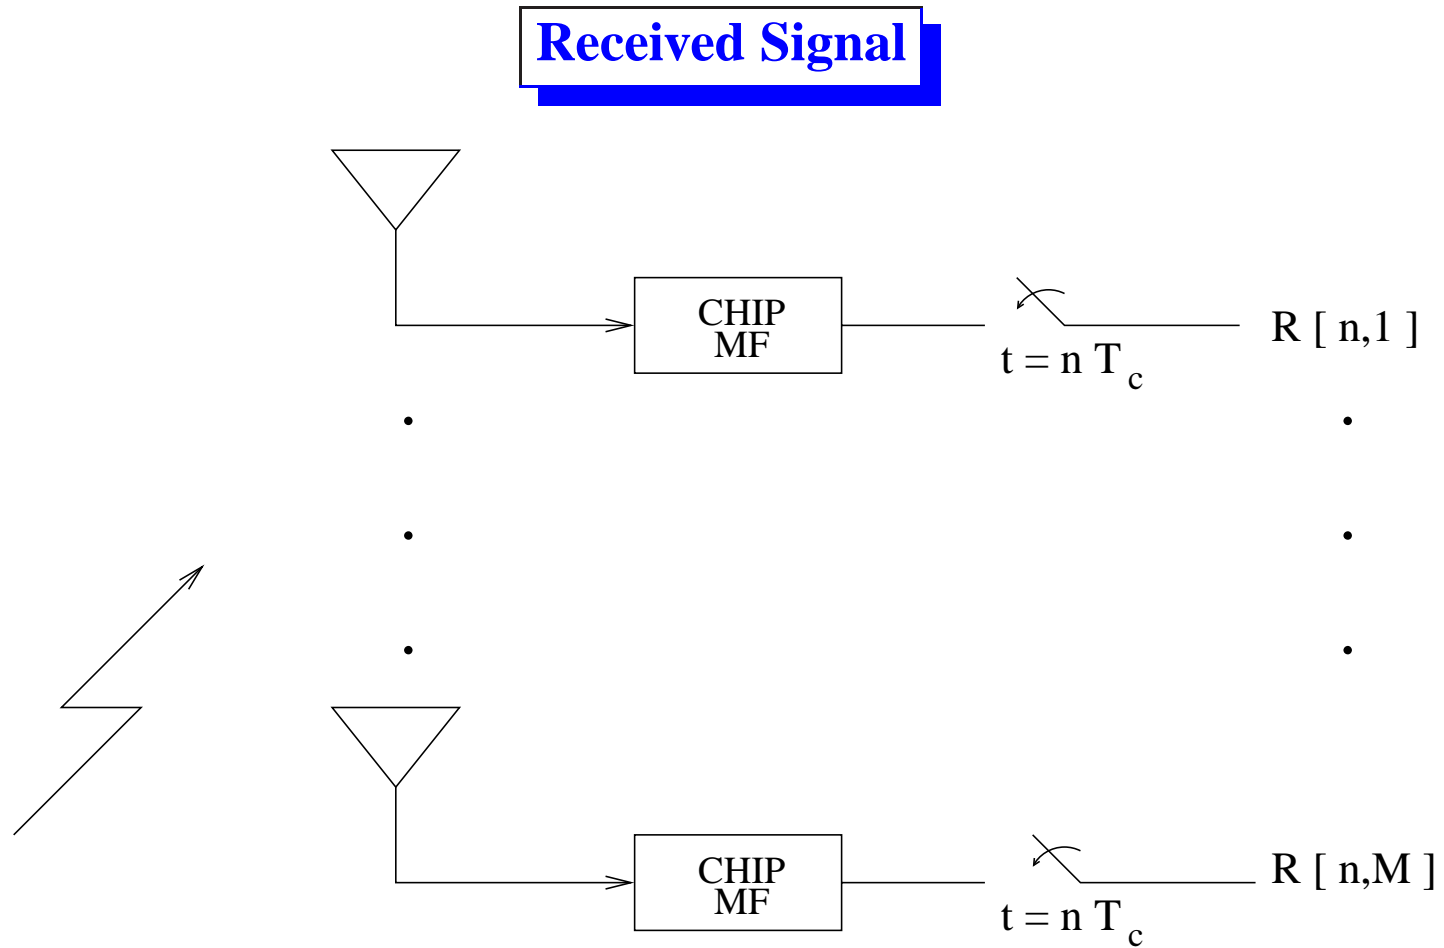 Received Signal
CHIP
MF
t = n T c
R [ n,1 ]
CHIP
MF
t = n T c
R [ n,M ]